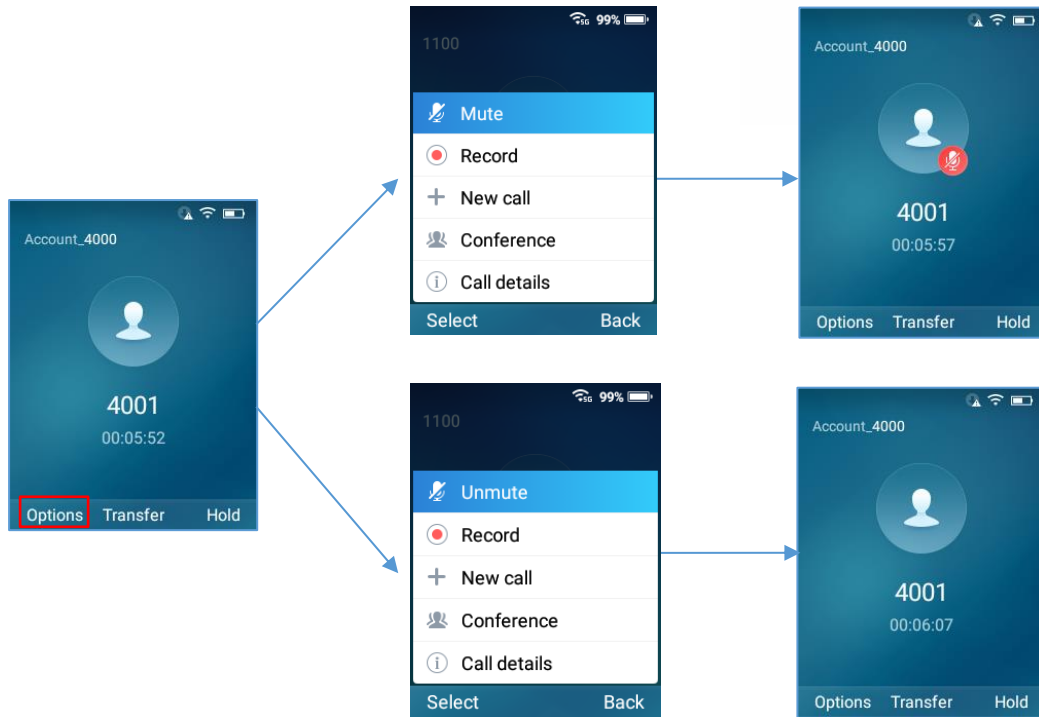 Account_4000
4001
00:05:52
Options Transfer Hold
5G 99%
1100
Mute
Record
New call
Conference
Call details
Select Back
Account_4000
4001
00:05:57
Options Transfer Hold
5G 99%
1100
Unmute
Record
New call
Conference
Call details
Select Back
Account_4000
4001
00:06:07
Options Transfer Hold